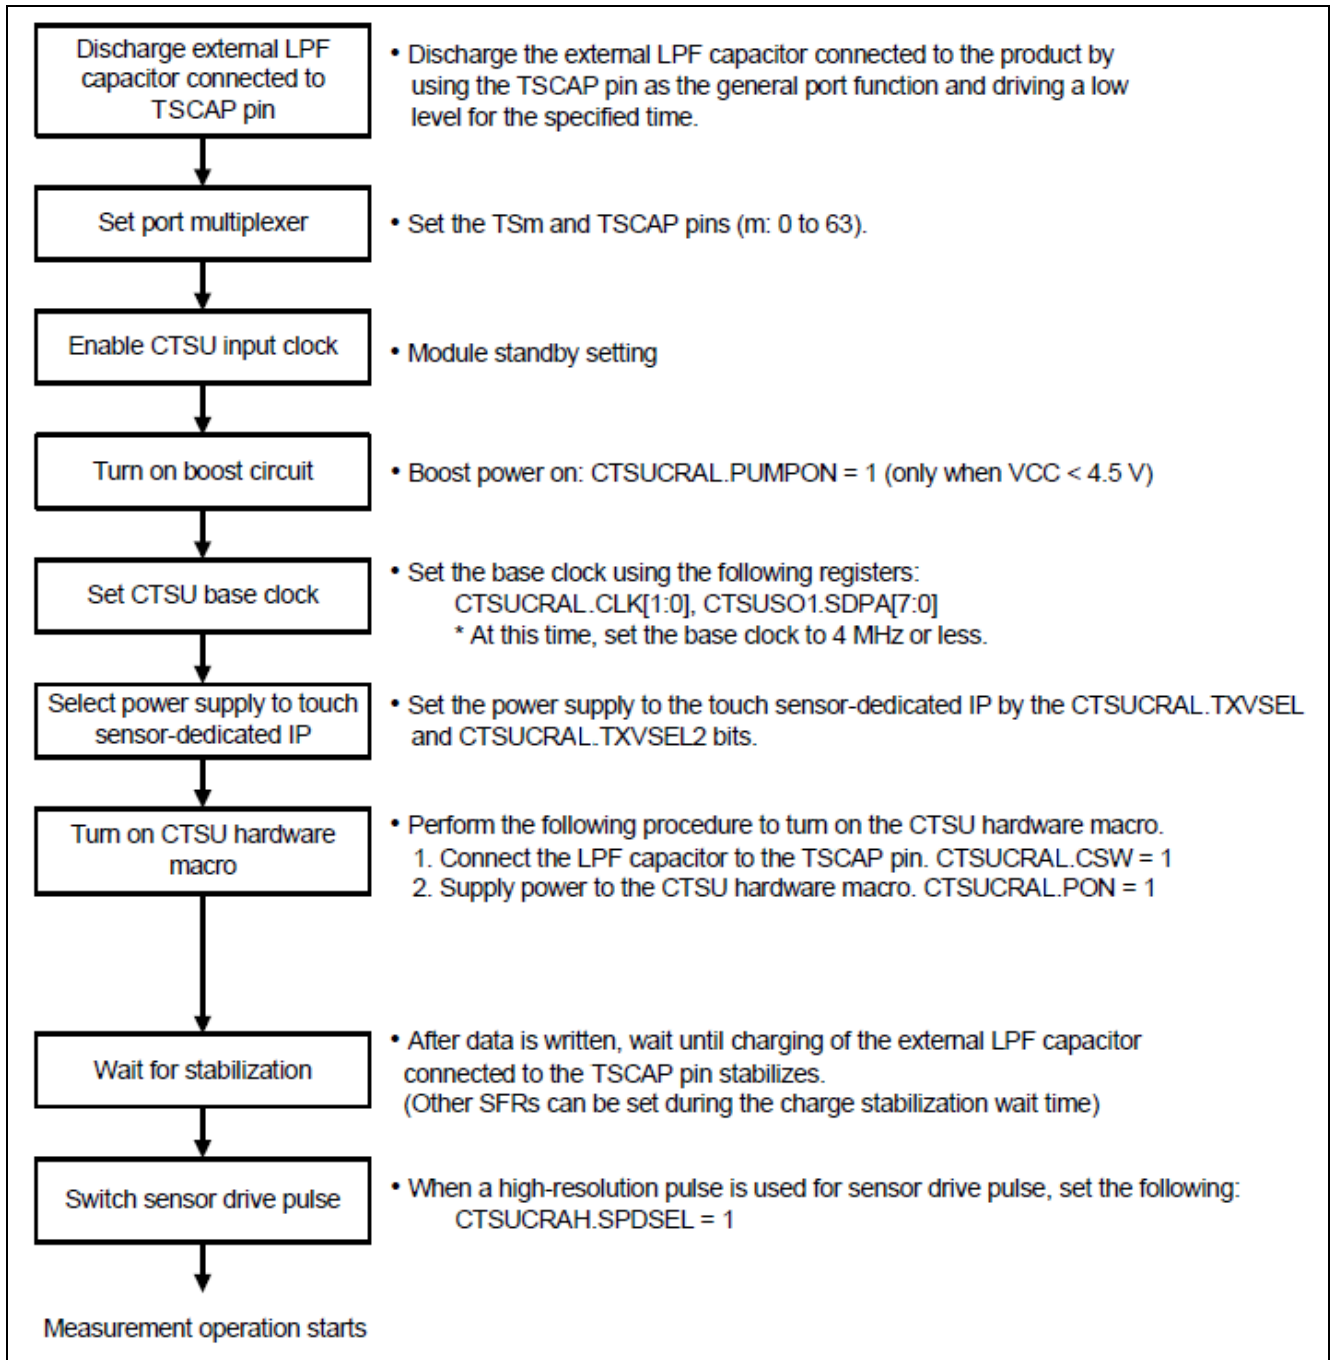 Discharge external LPF
capacitor connected to
TSCAP pin
• Discharge the external LPF capacitor connected to the product by
using the TSCAP pin as the general port function and driving a low
level for the specified time.
Set port multiplexer
• Set the TSm and TSCAP pins (m: 0 to 63).
Enable CTSU input clock
• Module standby setting
Turn on boost circuit
• Boost power on: CTSUCRAL.PUMPON = 1 (only when VCC < 4.5 V)
Set CTSU base clock
• Set the base clock using the following registers:
CTSUCRAL.CLK[1:0], CTSUSO1.SDPA[7:0]
* At this time, set the base clock to 4 MHz or less.
Select power supply to touch
sensor-dedicated IP
• Set the power supply to the touch sensor-dedicated IP by the CTSUCRAL.TXVSEL
and CTSUCRAL.TXVSEL2 bits.
Turn on CTSU hardware
macro
• Perform the following procedure to turn on the CTSU hardware macro.
1. Connect the LPF capacitor to the TSCAP pin. CTSUCRAL.CSW = 1
2. Supply power to the CTSU hardware macro. CTSUCRAL.PON = 1
Wait for stabilization
• After data is written, wait until charging of the external LPF capacitor
connected to the TSCAP pin stabilizes.
(Other SFRs can be set during the charge stabilization wait time)
Switch sensor drive pulse
• When a high-resolution pulse is used for sensor drive pulse, set the following:
CTSUCRAH.SPDSEL = 1
Measurement operation starts